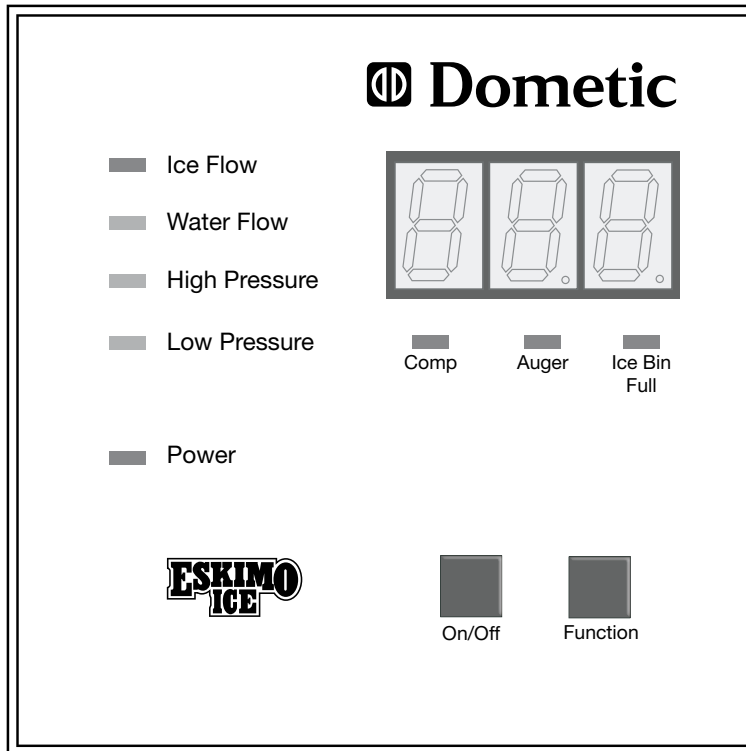 Dometic
Ice Flow
Water Flow
High Pressure
Low Pressure
Comp
Auger
Ice Bin
Full
Power
ESKIMO
ICE
On/Off
Function